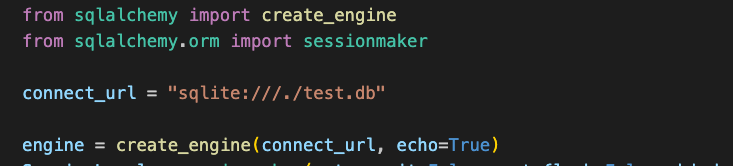 from sqlalchemy import create_engine
from sqlalchemy.orm import sessionmaker
connect_url = "sqlite:///./test.db"
engine = create_engine(connect_url, echo=True)